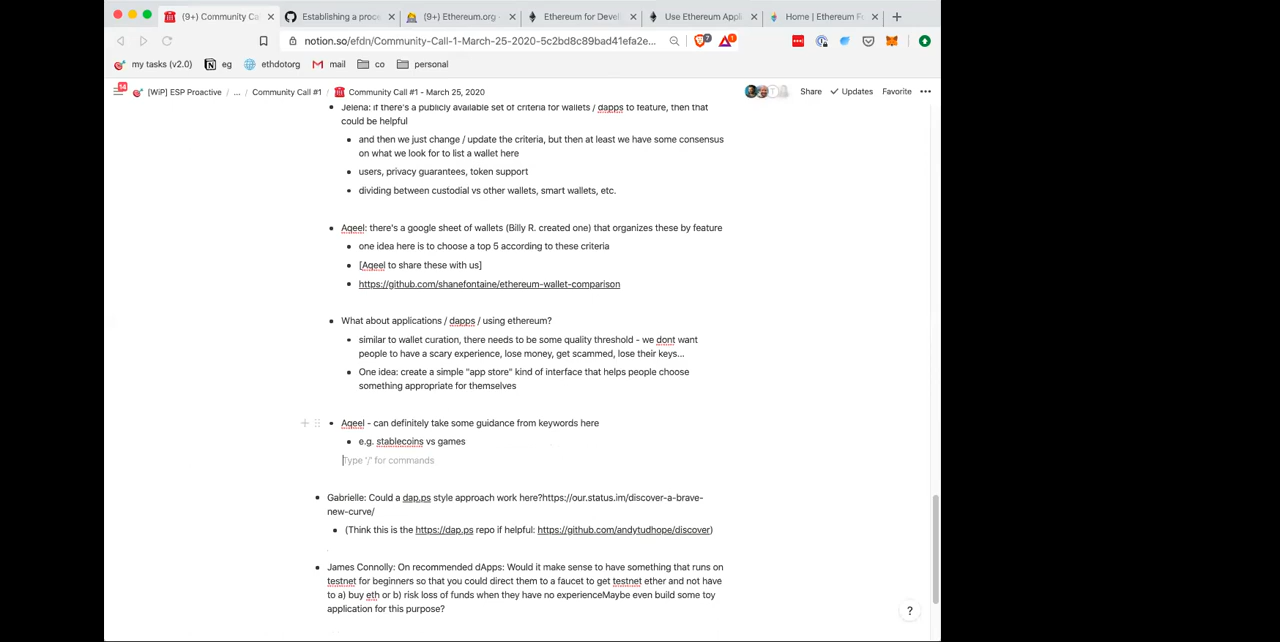 (9+) Community Ca
Establishing a proce
(9+) Ethereum.org
Ethereum for Devel
Use Ethereum Appl
Home | Ethereum F
notion.so/efdn/Community-Call-1-March-25-2020-5c2bd8c89bad41efa2e...
7
1
my tasks (v2.0)
eg
ethdotorg
mail
co
personal
14
[WiP] ESP Proactive / ... / Community Call #1 / Community Call #1 - March 25, 2020
Share
Updates
Favorite
Jelena: if there's a publicly available set of criteria for wallets / dapps to feature, then that
could be helpful
and then we just change / update the criteria, but then at least we have some consensus
on what we look for to list a wallet here
users, privacy guarantees, token support
dividing between custodial vs other wallets, smart wallets, etc.
Aqeel: there's a google sheet of wallets (Billy R. created one) that organizes these by feature
one idea here is to choose a top 5 according to these criteria
[Aqeel to share these with us]
https://github.com/shanefontaine/ethereum-wallet-comparison
What about applications / dapps / using ethereum?
similar to wallet curation, there needs to be some quality threshold - we dont want
people to have a scary experience, lose money, get scammed, lose their keys...
One idea: create a simple "app store" kind of interface that helps people choose
something appropriate for themselves
Aqeel - can definitely take some guidance from keywords here
e.g. stablecoins vs games
Type '/' for commands
Gabrielle: Could a dap.ps style approach work here?https://our.status.im/discover-a-brave-
new-curve/
(Think this is the https://dap.ps repo if helpful: https://github.com/andytudhope/discover)
James Connolly: On recommended dApps: Would it make sense to have something that runs on
testnet for beginners so that you could direct them to a faucet to get testnet ether and not have
to a) buy eth or b) risk loss of funds when they have no experienceMaybe even build some toy
application for this purpose?
?